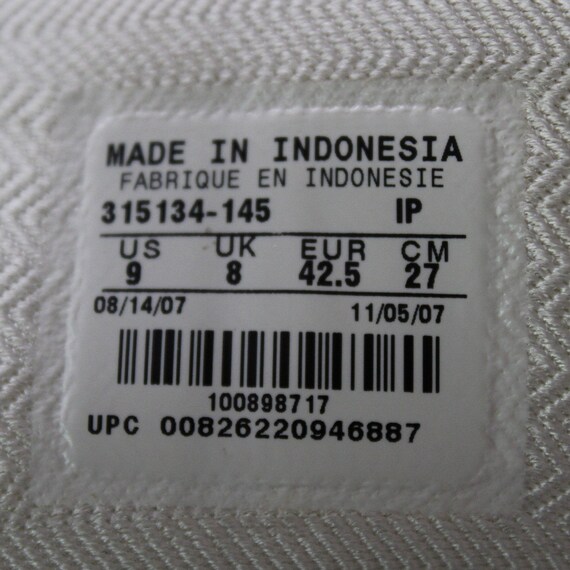 MADE IN INDONESIA
FABRIQUE EN INDONESIE
315134-145 IP
US UK EUR CM
9 8 42.5 27
08/14/07 11/05/07
100898717
UPC 00826220946887